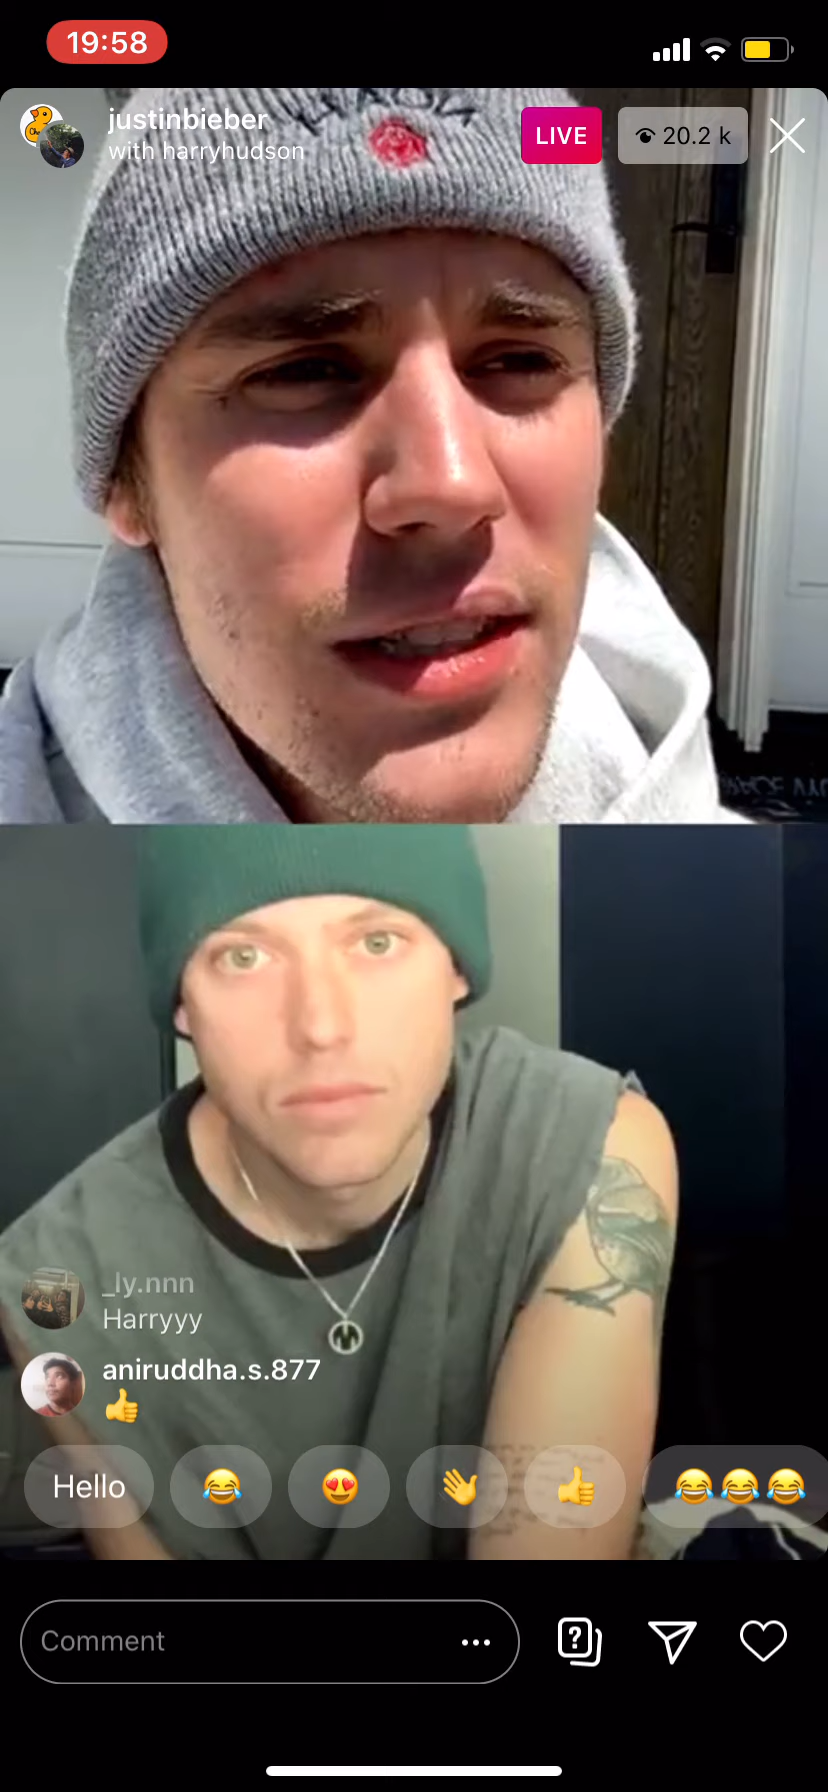 19:58
justinbieber
with harryhudson
LIVE
20.2 k
_ly.nnn
Harryyy
aniruddha.s.877
👍
Hello
😂
😍
👋
👍
😂😂😂
Comment